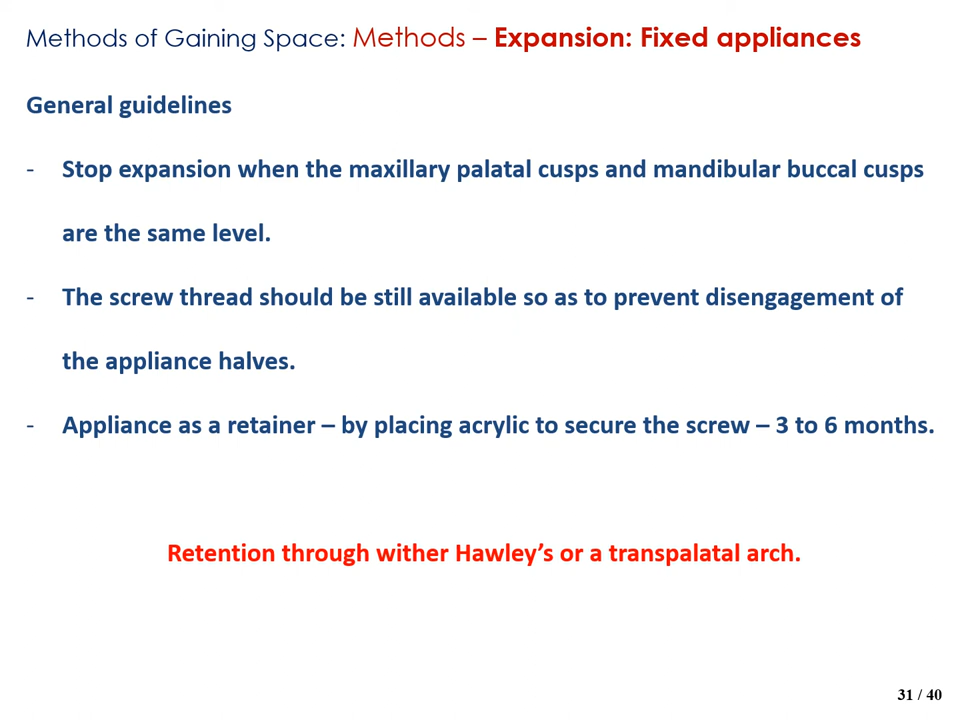 Methods of Gaining Space: Methods – Expansion: Fixed appliances
General guidelines
- Stop expansion when the maxillary palatal cusps and mandibular buccal cusps
are the same level.
- The screw thread should be still available so as to prevent disengagement of
the appliance halves.
- Appliance as a retainer – by placing acrylic to secure the screw – 3 to 6 months.
Retention through wither Hawley’s or a transpalatal arch.
31 / 40